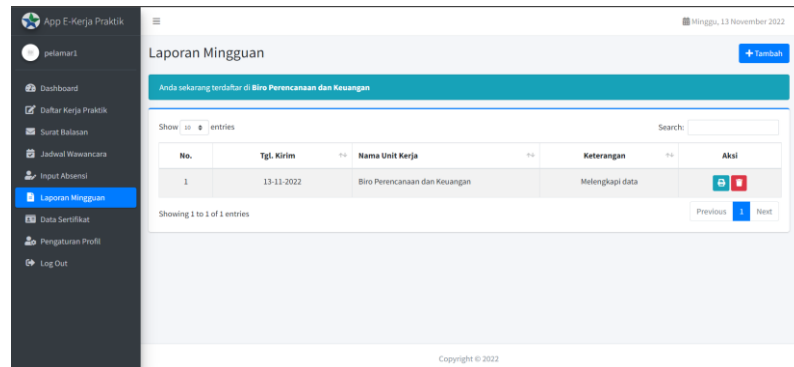 App E-Kerja Praktik
Minggu, 13 November 2022
pelamar1
Dashboard
Daftar Kerja Praktik
Surat Balasan
Jadwal Wawancara
Input Absensi
Laporan Mingguan
Data Sertifikat
Pengaturan Profil
Log Out
Laporan Mingguan
Tambah
Anda sekarang terdaftar di Biro Perencanaan dan Keuangan
Show 10 entries
Search:
No. Tgl. Kirim Nama Unit Kerja Keterangan Aksi
1 13-11-2022 Biro Perencanaan dan Keuangan Melengkapi data
Showing 1 to 1 of 1 entries
Previous 1 Next
Copyright © 2022